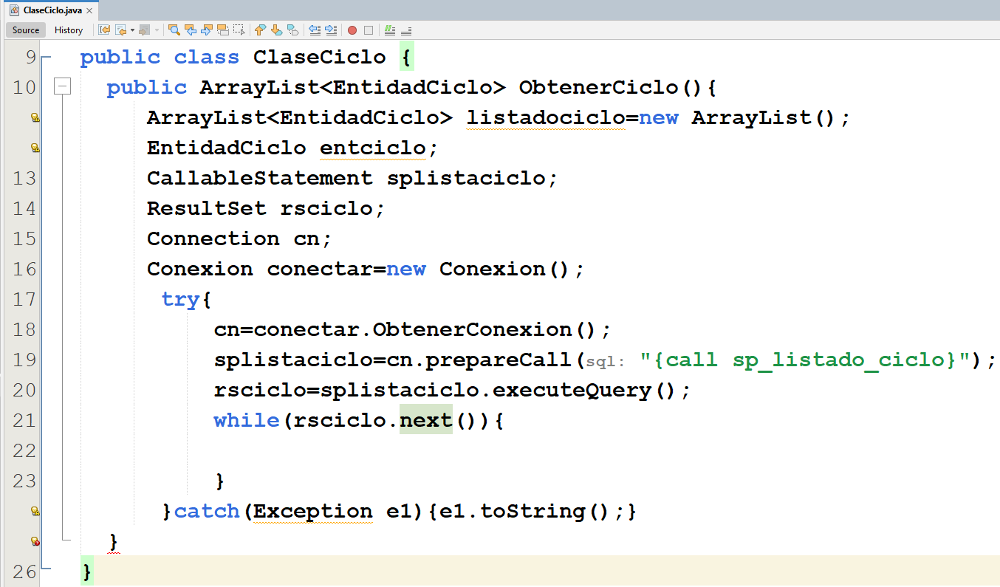 ClaseCiclo.java
Source History
9 public class ClaseCiclo {
10 public ArrayList<EntidadCiclo> ObtenerCiclo(){
ArrayList<EntidadCiclo> listadociclo=new ArrayList();
EntidadCiclo entciclo;
13 CallableStatement splistaciclo;
14 ResultSet rsciclo;
15 Connection cn;
16 Conexion conectar=new Conexion();
17 try{
18 cn=conectar.ObtenerConexion();
19 splistaciclo=cn.prepareCall(sql: "{call sp_listado_ciclo}");
20 rsciclo=splistaciclo.executeQuery();
21 while(rsciclo.next()){
22
23 }
}catch(Exception e1){e1.toString();}
}
26 }